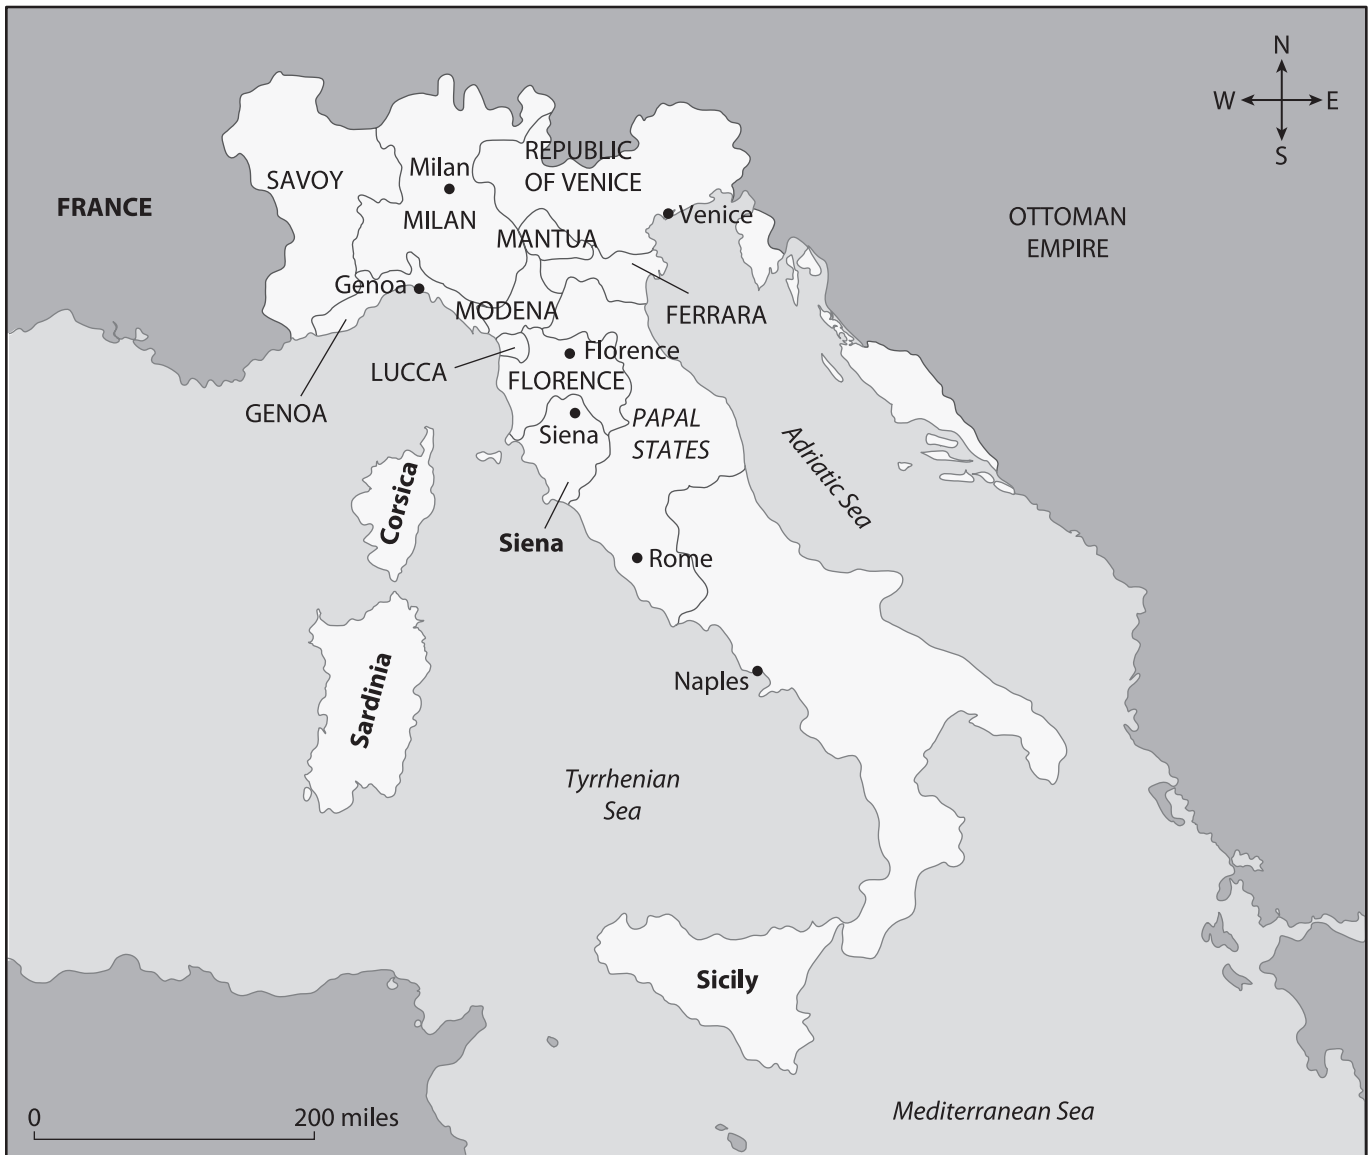 N
W E
S
REPUBLIC
OF VENICE
Milan
SAVOY
FRANCE
MILAN
Venice
OTTOMAN
EMPIRE
MANTUA
Genoa
MODENA
FERRARA
Florence
LUCCA
FLORENCE
GENOA
PAPAL
STATES
Siena
Adriatic Sea
Corsica
Siena
Rome
Sardinia
Naples
Tyrrhenian
Sea
Sicily
Mediterranean Sea
0 200 miles